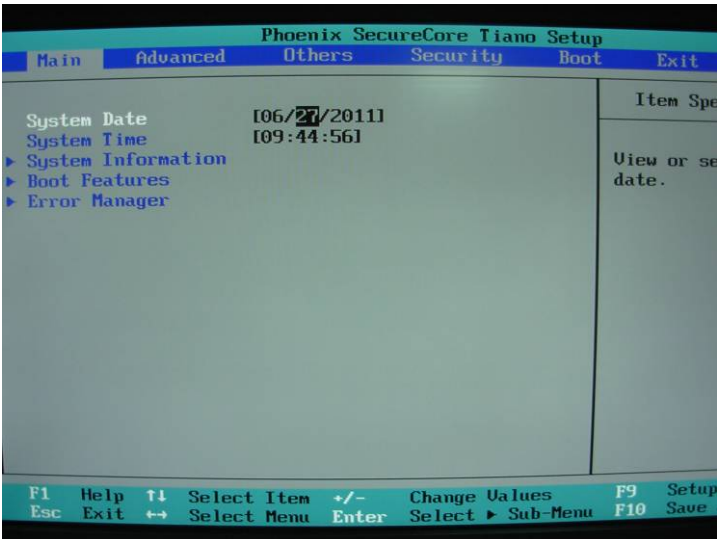 Phoenix SecureCore Tiano Setup
Main Advanced Others Security Boot Exit
Item Spe
System Date [06/27/2011]
System Time [09:44:56]
▶ System Information
▶ Boot Features
▶ Error Manager
View or se
date.
F1 Help ↑↓ Select Item +/- Change Values F9 Setup
Esc Exit ←→ Select Menu Enter Select ▶ Sub-Menu F10 Save